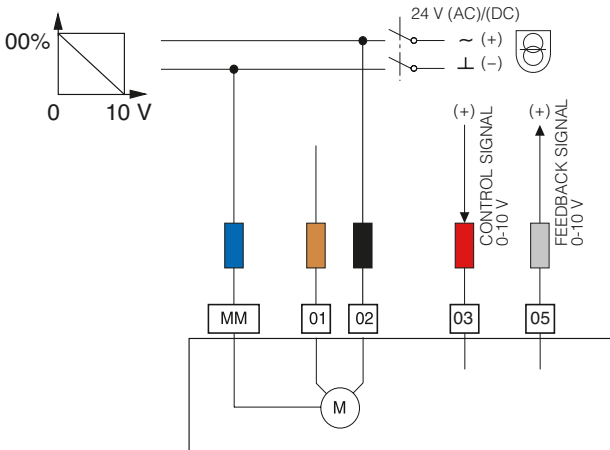 24 V (AC)/(DC)
00%
~ (+)
⊥ (−)
0
10 V
(+)
CONTROL SIGNAL
0-10 V
(+)
FEEDBACK SIGNAL
0-10 V
MM
01
02
03
05
M